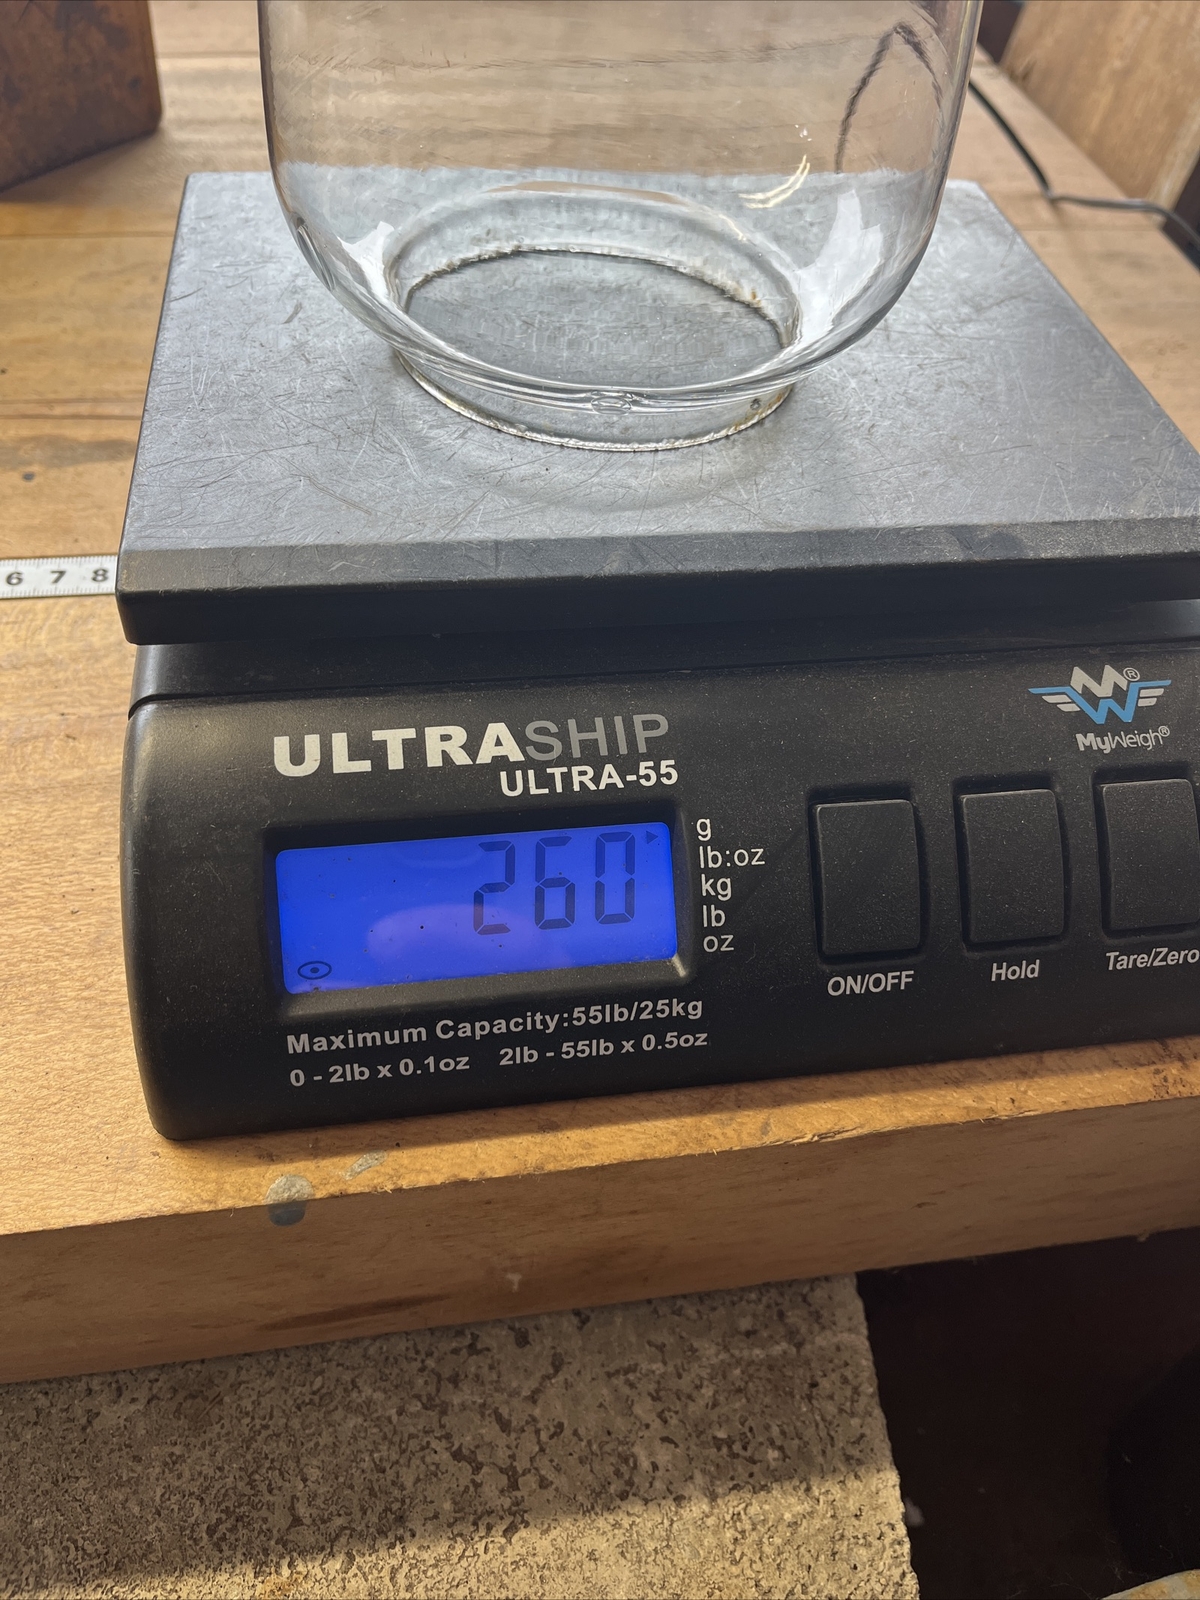 6 7 8
ULTRASHIP
ULTRA-55
MW®
MyWeigh®
260
g
lb:oz
kg
lb
oz
ON/OFF
Hold
Tare/Zero
Maximum Capacity:55lb/25kg
0 - 2lb x 0.1oz 2lb - 55lb x 0.5oz